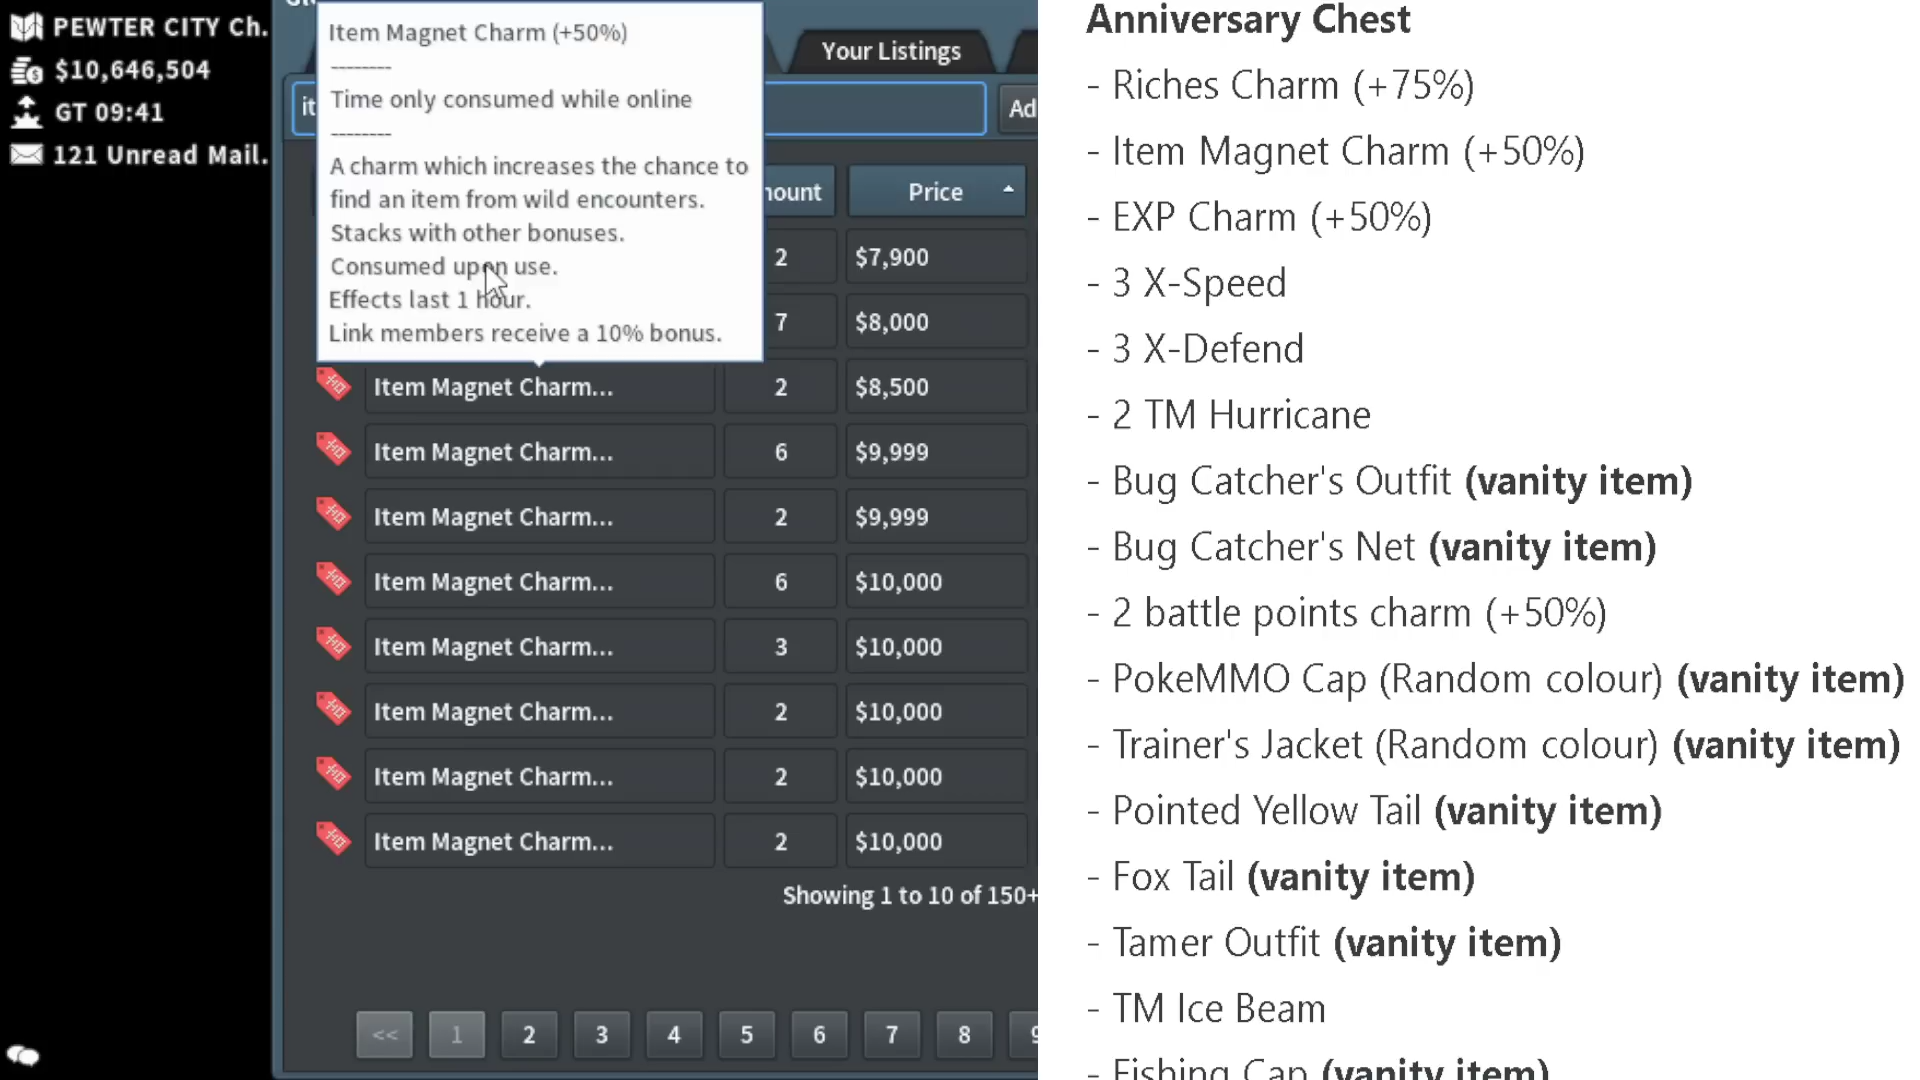 PEWTER CITY Ch.
$10,646,504
GT 09:41
121 Unread Mail.
Item Magnet Charm (+50%)
--------
Time only consumed while online
--------
A charm which increases the chance to
find an item from wild encounters.
Stacks with other bonuses.
Consumed upon use.
Effects last 1 hour.
Link members receive a 10% bonus.
Your Listings
it
Ad
mount Price
2 $7,900
7 $8,000
Item Magnet Charm... 2 $8,500
Item Magnet Charm... 6 $9,999
Item Magnet Charm... 2 $9,999
Item Magnet Charm... 6 $10,000
Item Magnet Charm... 3 $10,000
Item Magnet Charm... 2 $10,000
Item Magnet Charm... 2 $10,000
Item Magnet Charm... 2 $10,000
Showing 1 to 10 of 150+
<< 1 2 3 4 5 6 7 8 9
Anniversary Chest
- Riches Charm (+75%)
- Item Magnet Charm (+50%)
- EXP Charm (+50%)
- 3 X-Speed
- 3 X-Defend
- 2 TM Hurricane
- Bug Catcher's Outfit (vanity item)
- Bug Catcher's Net (vanity item)
- 2 battle points charm (+50%)
- PokeMMO Cap (Random colour) (vanity item)
- Trainer's Jacket (Random colour) (vanity item)
- Pointed Yellow Tail (vanity item)
- Fox Tail (vanity item)
- Tamer Outfit (vanity item)
- TM Ice Beam
- Fishing Cap (vanity item)